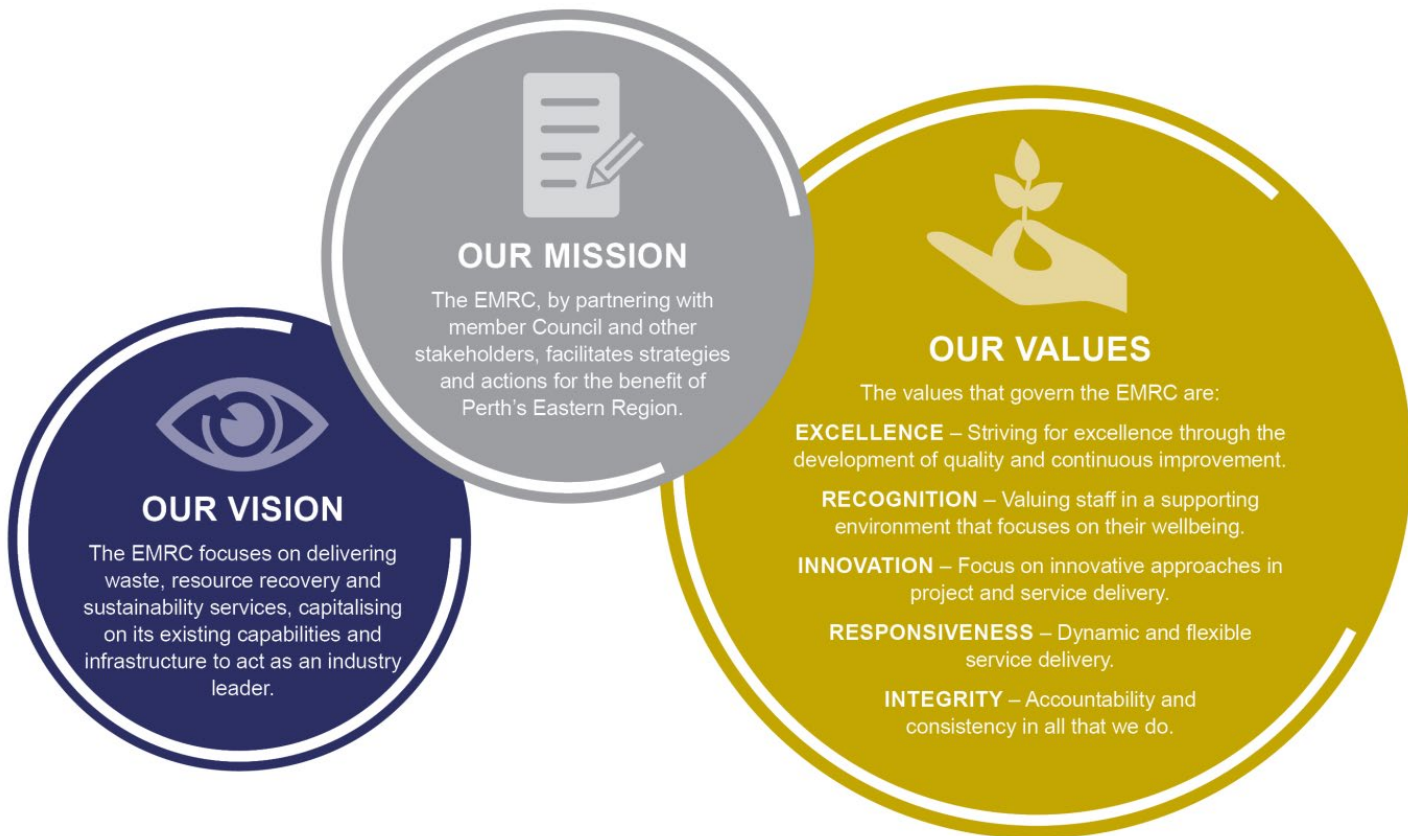 OUR VISION
The EMRC focuses on delivering
waste, resource recovery and
sustainability services, capitalising
on its existing capabilities and
infrastructure to act as an industry
leader.
OUR MISSION
The EMRC, by partnering with
member Council and other
stakeholders, facilitates strategies
and actions for the benefit of
Perth's Eastern Region.
OUR VALUES
The values that govern the EMRC are:
EXCELLENCE – Striving for excellence through the
development of quality and continuous improvement.
RECOGNITION – Valuing staff in a supporting
environment that focuses on their wellbeing.
INNOVATION – Focus on innovative approaches in
project and service delivery.
RESPONSIVENESS – Dynamic and flexible
service delivery.
INTEGRITY – Accountability and
consistency in all that we do.